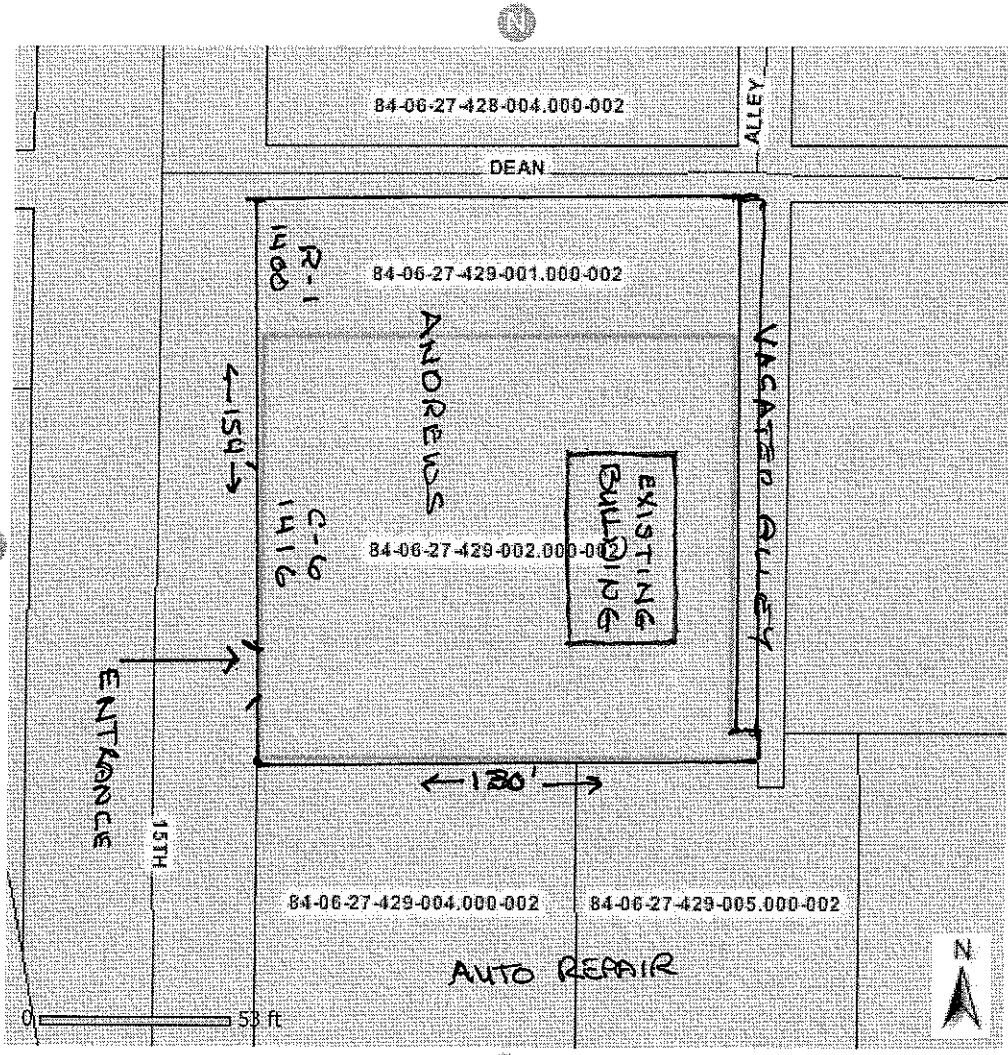 N
84-06-27-428-004.000-002
ALLEY
DEAN
R-1
1400
84-06-27-429-001.000-002
ANDREWS
VACATED ALLEY
←154'→
C-6
1416
84-06-27-429-002.000-002
EXISTING
BUILDING
ENTRANCE
←130'→
15TH
84-06-27-429-004.000-002
84-06-27-429-005.000-002
AUTO REPAIR
N
0
53 ft